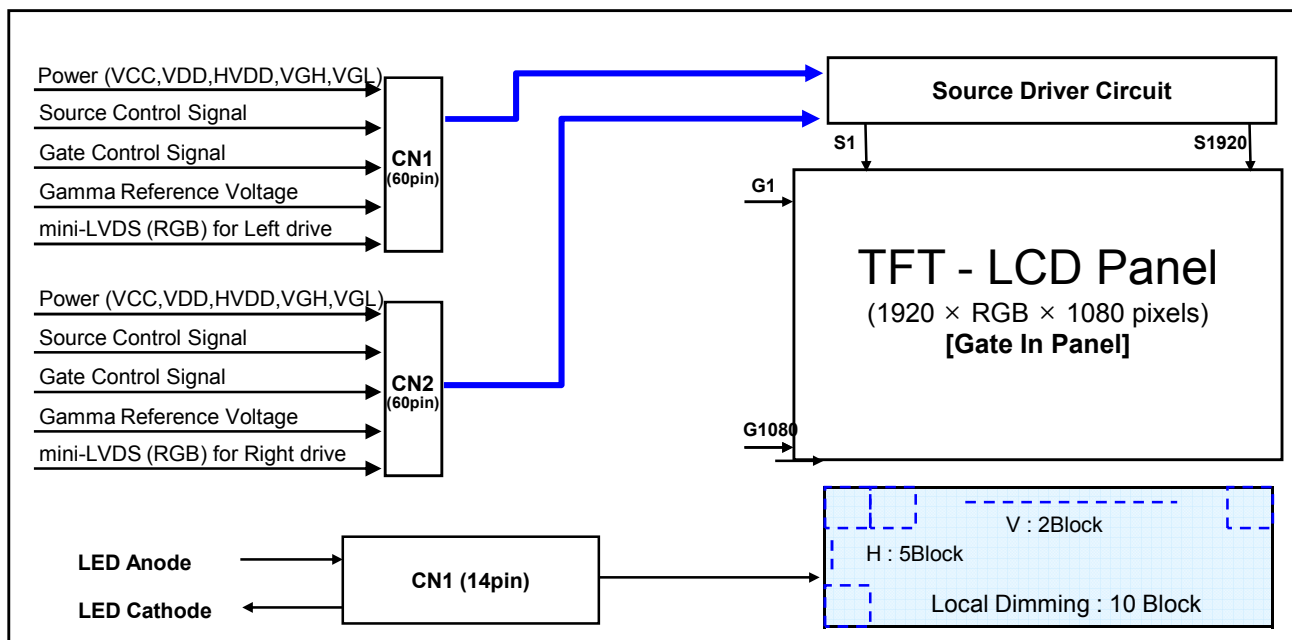 Power (VCC,VDD,HVDD,VGH,VGL)
Source Control Signal
Gate Control Signal
Gamma Reference Voltage
mini-LVDS (RGB) for Left drive
CN1
(60pin)
Power (VCC,VDD,HVDD,VGH,VGL)
Source Control Signal
Gate Control Signal
Gamma Reference Voltage
mini-LVDS (RGB) for Right drive
CN2
(60pin)
Source Driver Circuit
S1
S1920
G1
TFT - LCD Panel
(1920 × RGB × 1080 pixels)
[Gate In Panel]
G1080
LED Anode
LED Cathode
CN1 (14pin)
V : 2Block
H : 5Block
Local Dimming : 10 Block